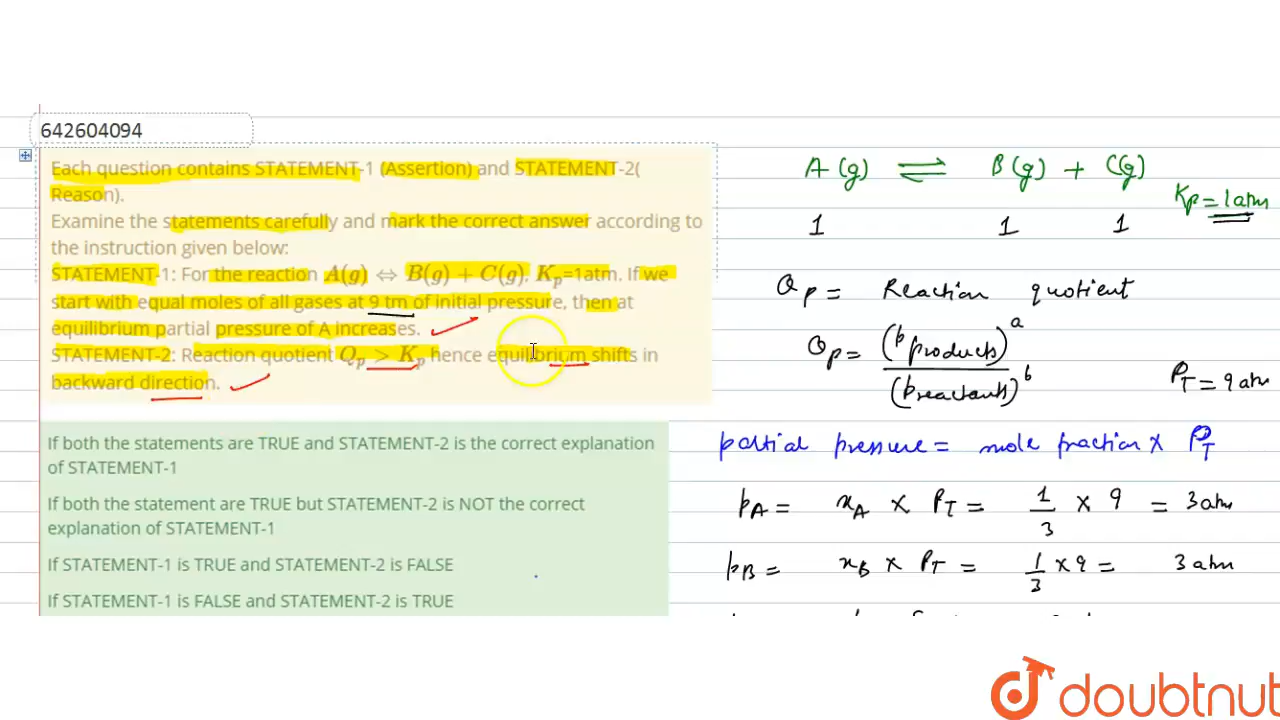 642604094
Each question contains STATEMENT-1 (Assertion) and STATEMENT-2(
Reason).
Examine the statements carefully and mark the correct answer according to
the instruction given below:
STATEMENT-1: For the reaction A(g) ⇔ B(g) + C(g), Kp=1atm. If we
start with equal moles of all gases at 9 tm of initial pressure, then at
equilibrium partial pressure of A increases.
STATEMENT-2: Reaction quotient Qp > Kp hence equilibrium shifts in
backward direction.
If both the statements are TRUE and STATEMENT-2 is the correct explanation
of STATEMENT-1
If both the statement are TRUE but STATEMENT-2 is NOT the correct
explanation of STATEMENT-1
If STATEMENT-1 is TRUE and STATEMENT-2 is FALSE
If STATEMENT-1 is FALSE and STATEMENT-2 is TRUE
A(g) ⇌ B(g) + C(g)
Kp = 1atm
1 1 1
Qp = Reaction quotient
Qp = (Pproducts)^a / (Preactants)^b
PT = 9 atm
partial pressure = mole fraction × PT
PA = xA × PT = 1/3 × 9 = 3 atm
PB = xB × PT = 1/3 × 9 = 3 atm
doubtnut